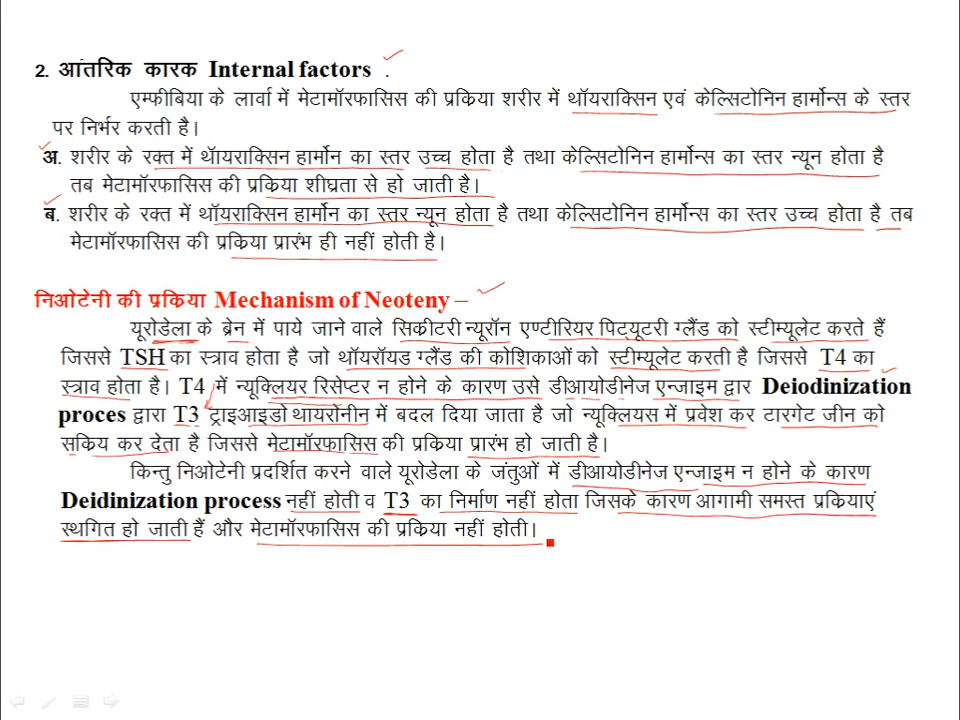 2. आंतरिक कारक Internal factors .
एम्फीबिया के लार्वा में मेटामॉरफासिस की प्रक्रिया शरीर में थॉयराक्सिन एवं केल्सिटोनिन हार्मोन्स के स्तर
पर निर्भर करती है।
अ. शरीर के रक्त में थॅायराक्सिन हार्मोन का स्तर उच्च होता है तथा केल्सिटोनिन हार्मोन्स का स्तर न्यून होता है
तब मेटामॉरफासिस की प्रक्रिया शीघ्रता से हो जाती है।
ब. शरीर के रक्त में थॉयराक्सिन हार्मोन का स्तर न्यून होता है तथा केल्सिटोनिन हार्मोन्स का स्तर उच्च होता है तब
मेटामॉरफासिस की प्रक्रिया प्रारंभ ही नहीं होती है।
निओटेनी की प्रकिया Mechanism of Neoteny –
यूरोडेला के ब्रेन में पाये जाने वाले सिकीटरी न्यूरॉन एण्टीरियर पिट्यूटरी ग्लैंड को स्टीम्यूलेट करते हैं
जिससे TSH का स्त्राव होता है जो थॉयरॉयड ग्लैंड की कोशिकाओं को स्टीम्यूलेट करती है जिससे T4 का
स्त्राव होता है। T4 में न्यूक्लियर रिसेप्टर न होने के कारण उसे डीआयोडीनेज एन्जाइम द्वार Deiodinization
proces द्वारा T3 ट्राइआइडो थायरोनीन में बदल दिया जाता है जो न्यूक्लियस में प्रवेश कर टारगेट जीन को
सकिय कर देता है जिससे मेटामॉरफासिस की प्रक्रिया प्रारंभ हो जाती है।
किन्तु निओटेनी प्रदर्शित करने वाले यूरोडेला के जंतुओं में डीआयोडीनेज एन्जाइम न होने के कारण
Deidinization process नहीं होती व T3 का निर्माण नहीं होता जिसके कारण आगामी समस्त प्रकियाएं
स्थगित हो जाती हैं और मेटामॉरफासिस की प्रक्रिया नहीं होती।